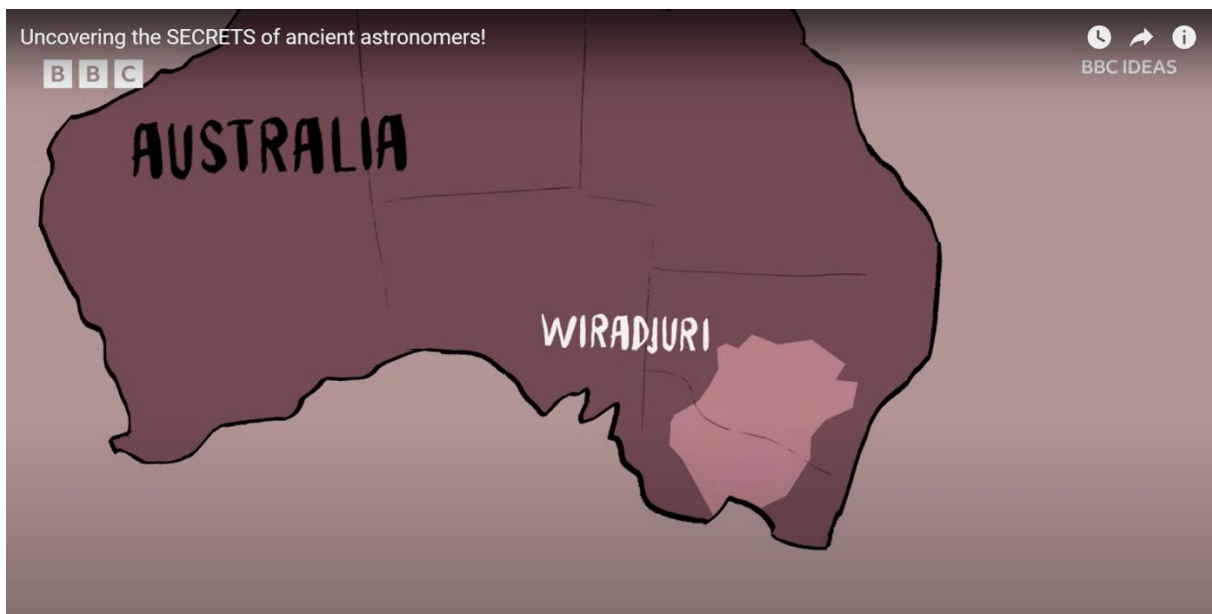 Uncovering the SECRETS of ancient astronomers!
BBC
BBC IDEAS
AUSTRALIA
WIRADJURI